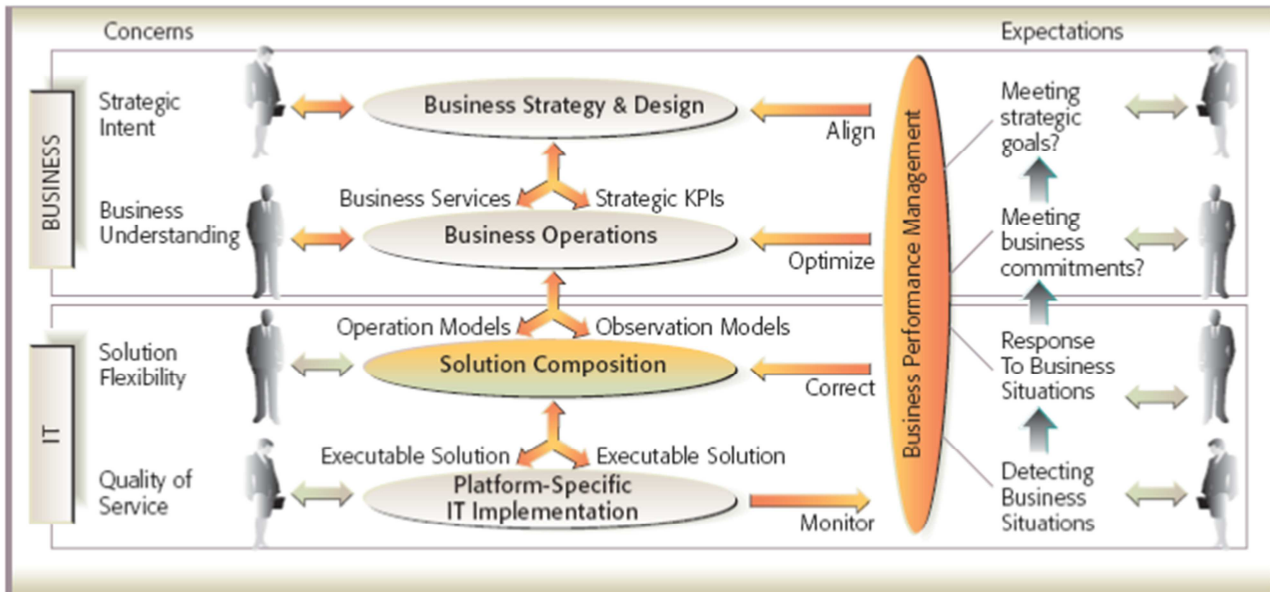 Concerns
Expectations
BUSINESS
Strategic
Intent
Business Strategy & Design
Align
Meeting
strategic
goals?
Business Services
Strategic KPIs
Business
Understanding
Business Operations
Optimize
Meeting
business
commitments?
Business Performance Management
IT
Operation Models
Observation Models
Solution
Flexibility
Solution Composition
Correct
Response
To Business
Situations
Executable Solution
Executable Solution
Quality of
Service
Platform-Specific
IT Implementation
Monitor
Detecting
Business
Situations